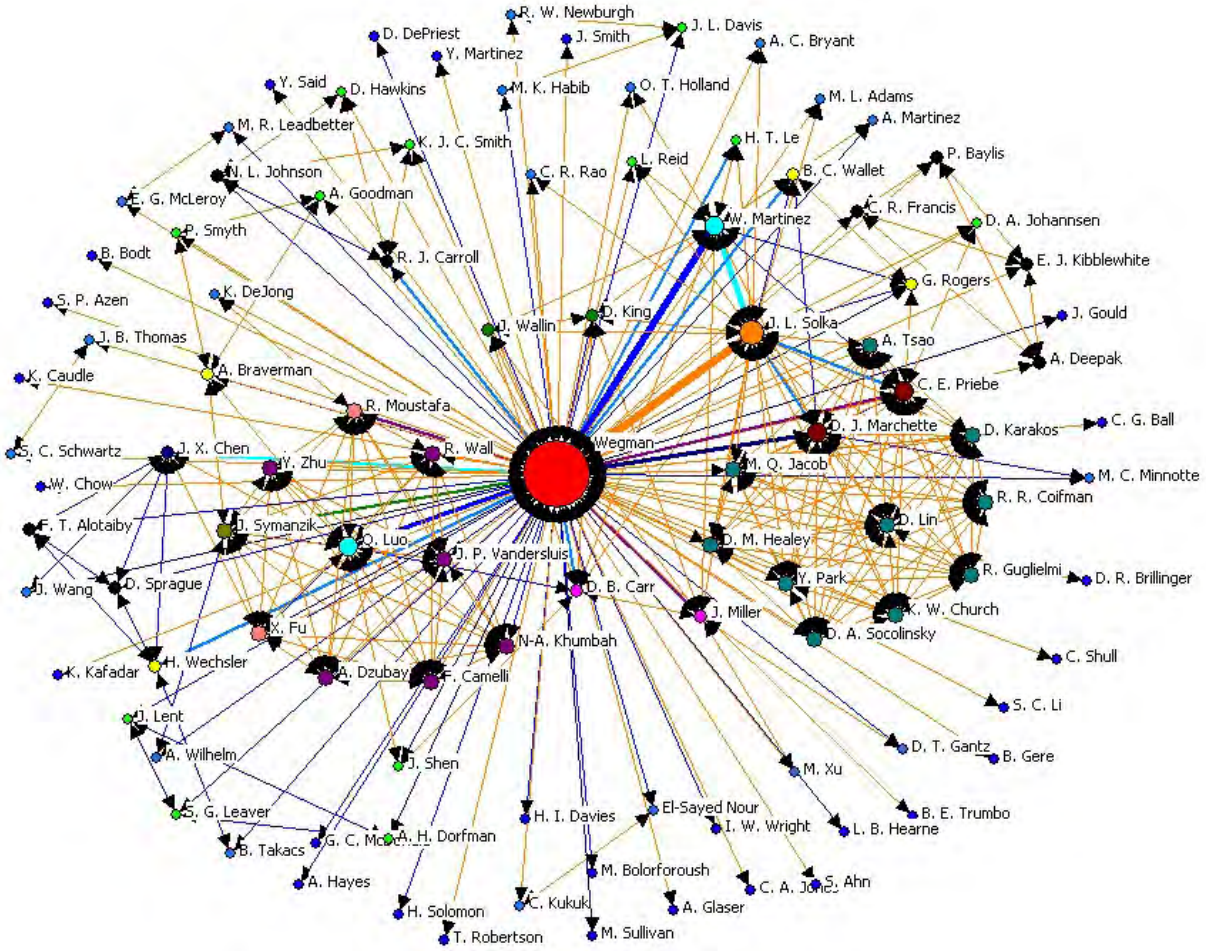 R. W. Newburgh
J. L. Davis
D. DePriest
J. Smith
A. C. Bryant
Y. Martinez
Y. Said
D. Hawkins
M. K. Habib
O. T. Holland
M. L. Adams
A. Martinez
M. R. Leadbetter
K. J. C. Smith
H. T. Le
P. Baylis
N. L. Johnson
C. R. Rao
L. Reid
B. C. Wallet
E. G. McLeroy
A. Goodman
C. R. Francis
D. A. Johannsen
P. Smyth
W. Martinez
B. Bodt
R. J. Carroll
E. J. Kibblewhite
K. DeJong
G. Rogers
S. P. Azen
J. Wallin
D. King
J. L. Solka
J. Gould
J. B. Thomas
A. Tsao
A. Deepak
K. Caudle
A. Braverman
C. E. Priebe
R. Moustafa
C. G. Ball
S. C. Schwartz
J. X. Chen
R. Wall
Wegman
D. J. Marchette
D. Karakos
W. Chow
Y. Zhu
M. Q. Jacob
M. C. Minnotte
R. R. Coifman
F. T. Alotaiby
J. Symanzik
D. Lin
Q. Luo
J. P. Vandersluis
D. M. Healey
J. Wang
D. Sprague
D. B. Carr
Y. Park
R. Guglielmi
D. R. Brillinger
J. Miller
K. W. Church
X. Fu
N-A. Khumbah
D. A. Socolinsky
K. Kafadar
H. Wechsler
A. Dzubay
F. Camelli
C. Shull
S. C. Li
J. Lent
A. Wilhelm
J. Shen
D. T. Gantz
B. Gere
M. Xu
S. G. Leaver
H. I. Davies
El-Sayed Nour
I. W. Wright
L. B. Hearne
B. E. Trumbo
B. Takacs
G. C.
A. H. Dorfman
A. Hayes
M. Bolorforoush
C. A.
S. Ahn
H. Solomon
C. Kukuk
A. Glaser
T. Robertson
M. Sullivan